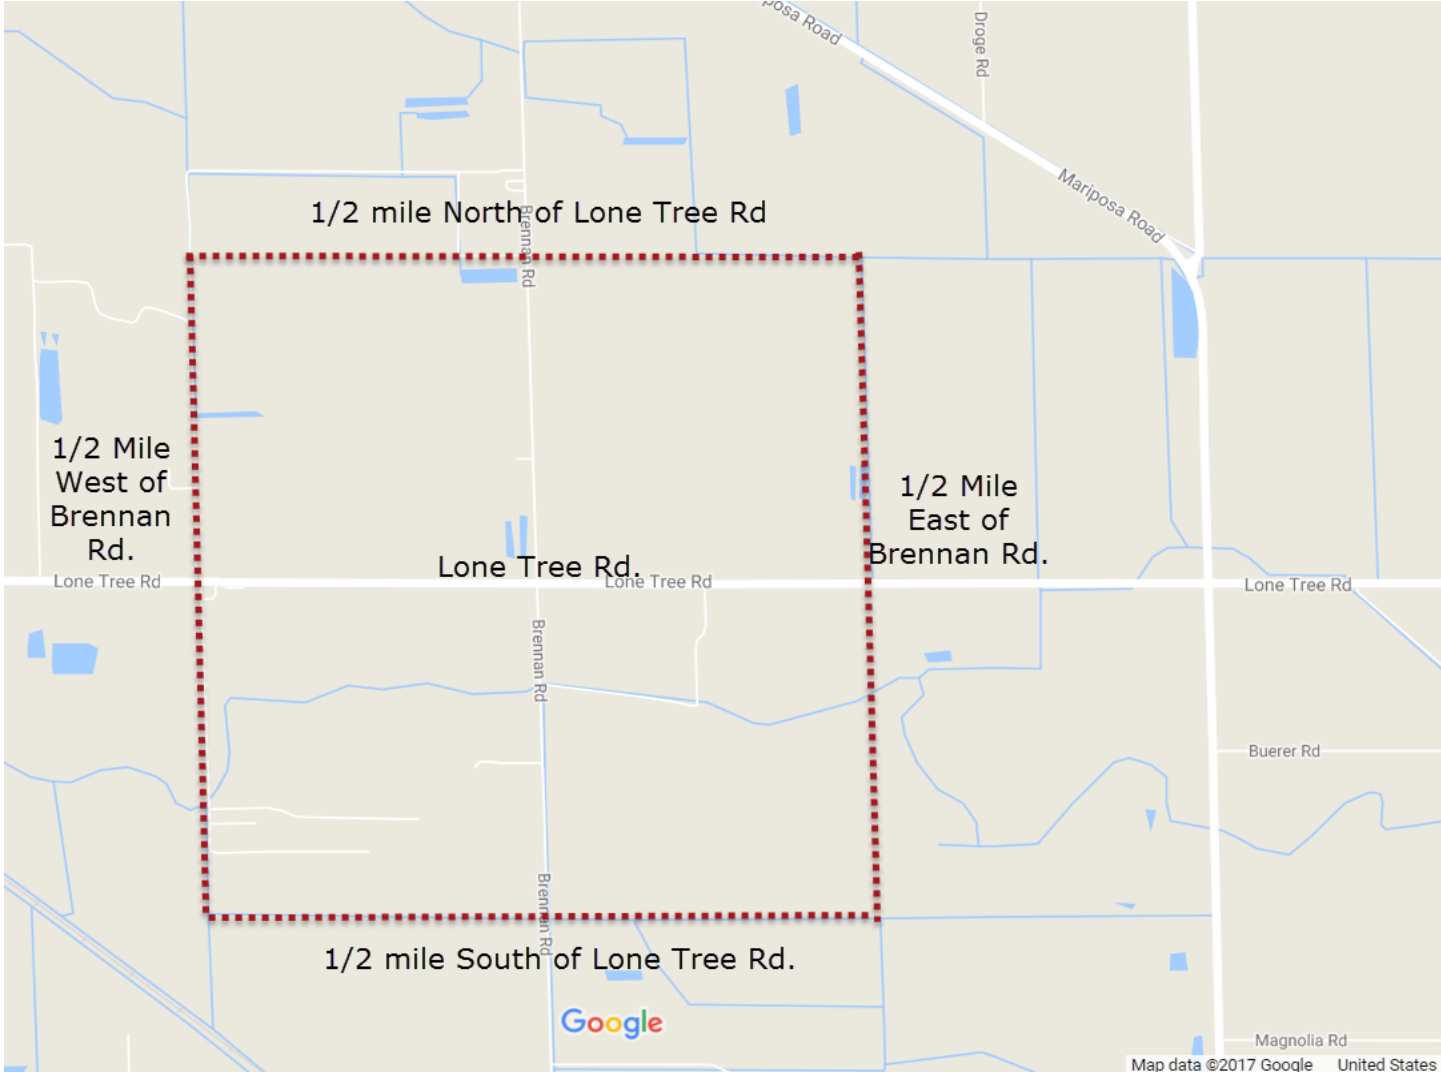 posa Road
Droge Rd
Mariposa Road
1/2 mile North of Lone Tree Rd
Brennan Rd
1/2 Mile
West of
Brennan
Rd.
1/2 Mile
East of
Brennan Rd.
Lone Tree Rd.
Lone Tree Rd
Lone Tree Rd
Lone Tree Rd
Brennan Rd
Buerer Rd
Brennan Rd
1/2 mile South of Lone Tree Rd.
Google
Magnolia Rd
Map data ©2017 Google United States